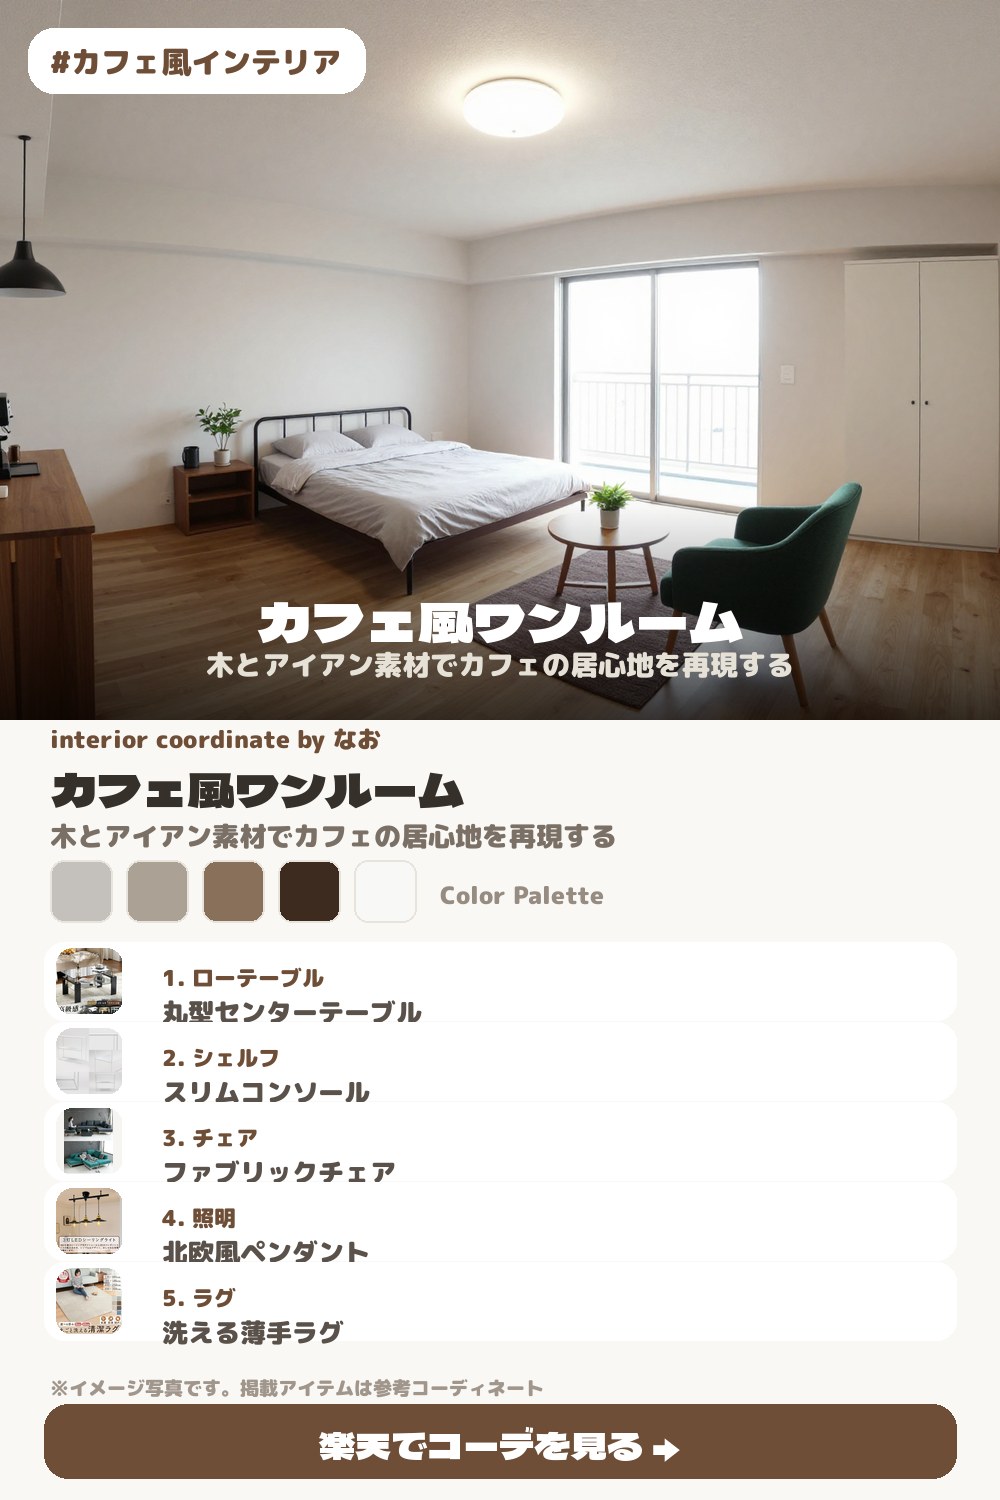 #カフェ風インテリア
カフェ風ワンルーム
木とアイアン素材でカフェの居心地を再現する
interior coordinate by なお
カフェ風ワンルーム
木とアイアン素材でカフェの居心地を再現する
Color Palette
1. ローテーブル
丸型センターテーブル
2. シェルフ
スリムコンソール
3. チェア
ファブリックチェア
4. 照明
北欧風ペンダント
5. ラグ
洗える薄手ラグ
※イメージ写真です。掲載アイテムは参考コーディネート
楽天でコーデを見る ➡